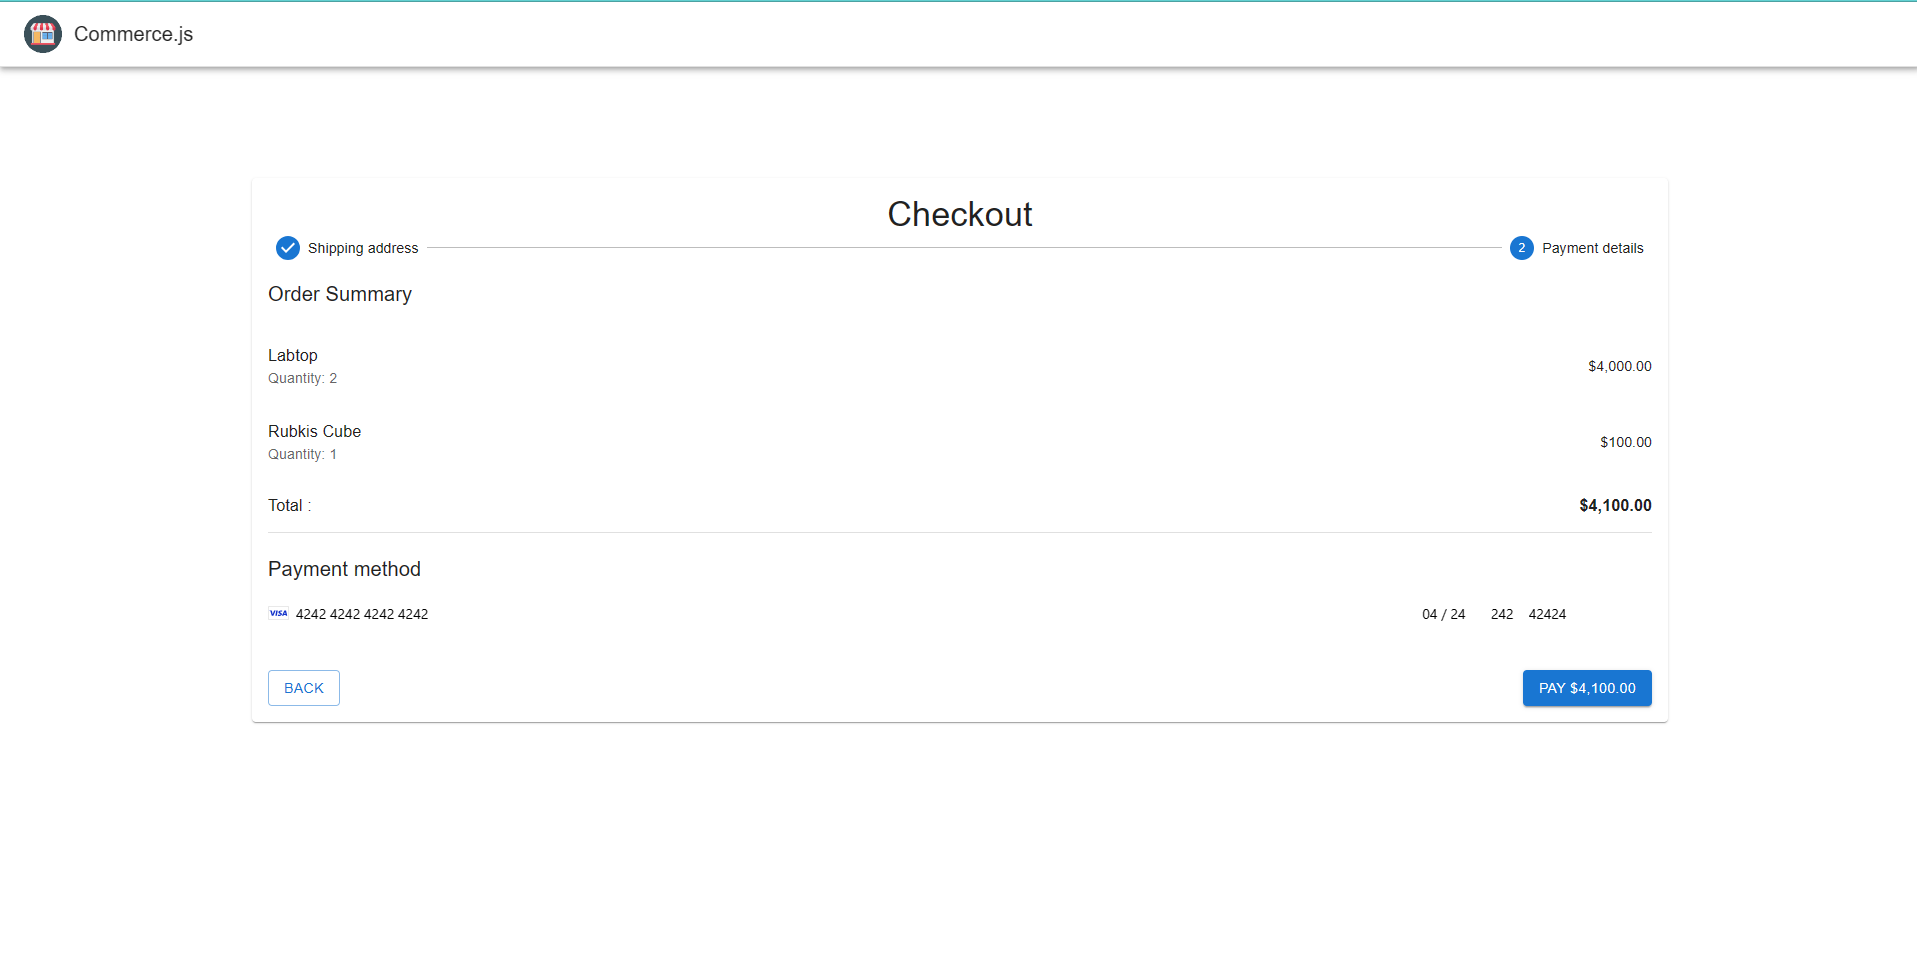 Commerce.js
Checkout
Shipping address
2 Payment details
Order Summary
Labtop
Quantity: 2
$4,000.00
Rubkis Cube
Quantity: 1
$100.00
Total :
$4,100.00
Payment method
VISA 4242 4242 4242 4242 04 / 24 242 42424
BACK
PAY $4,100.00